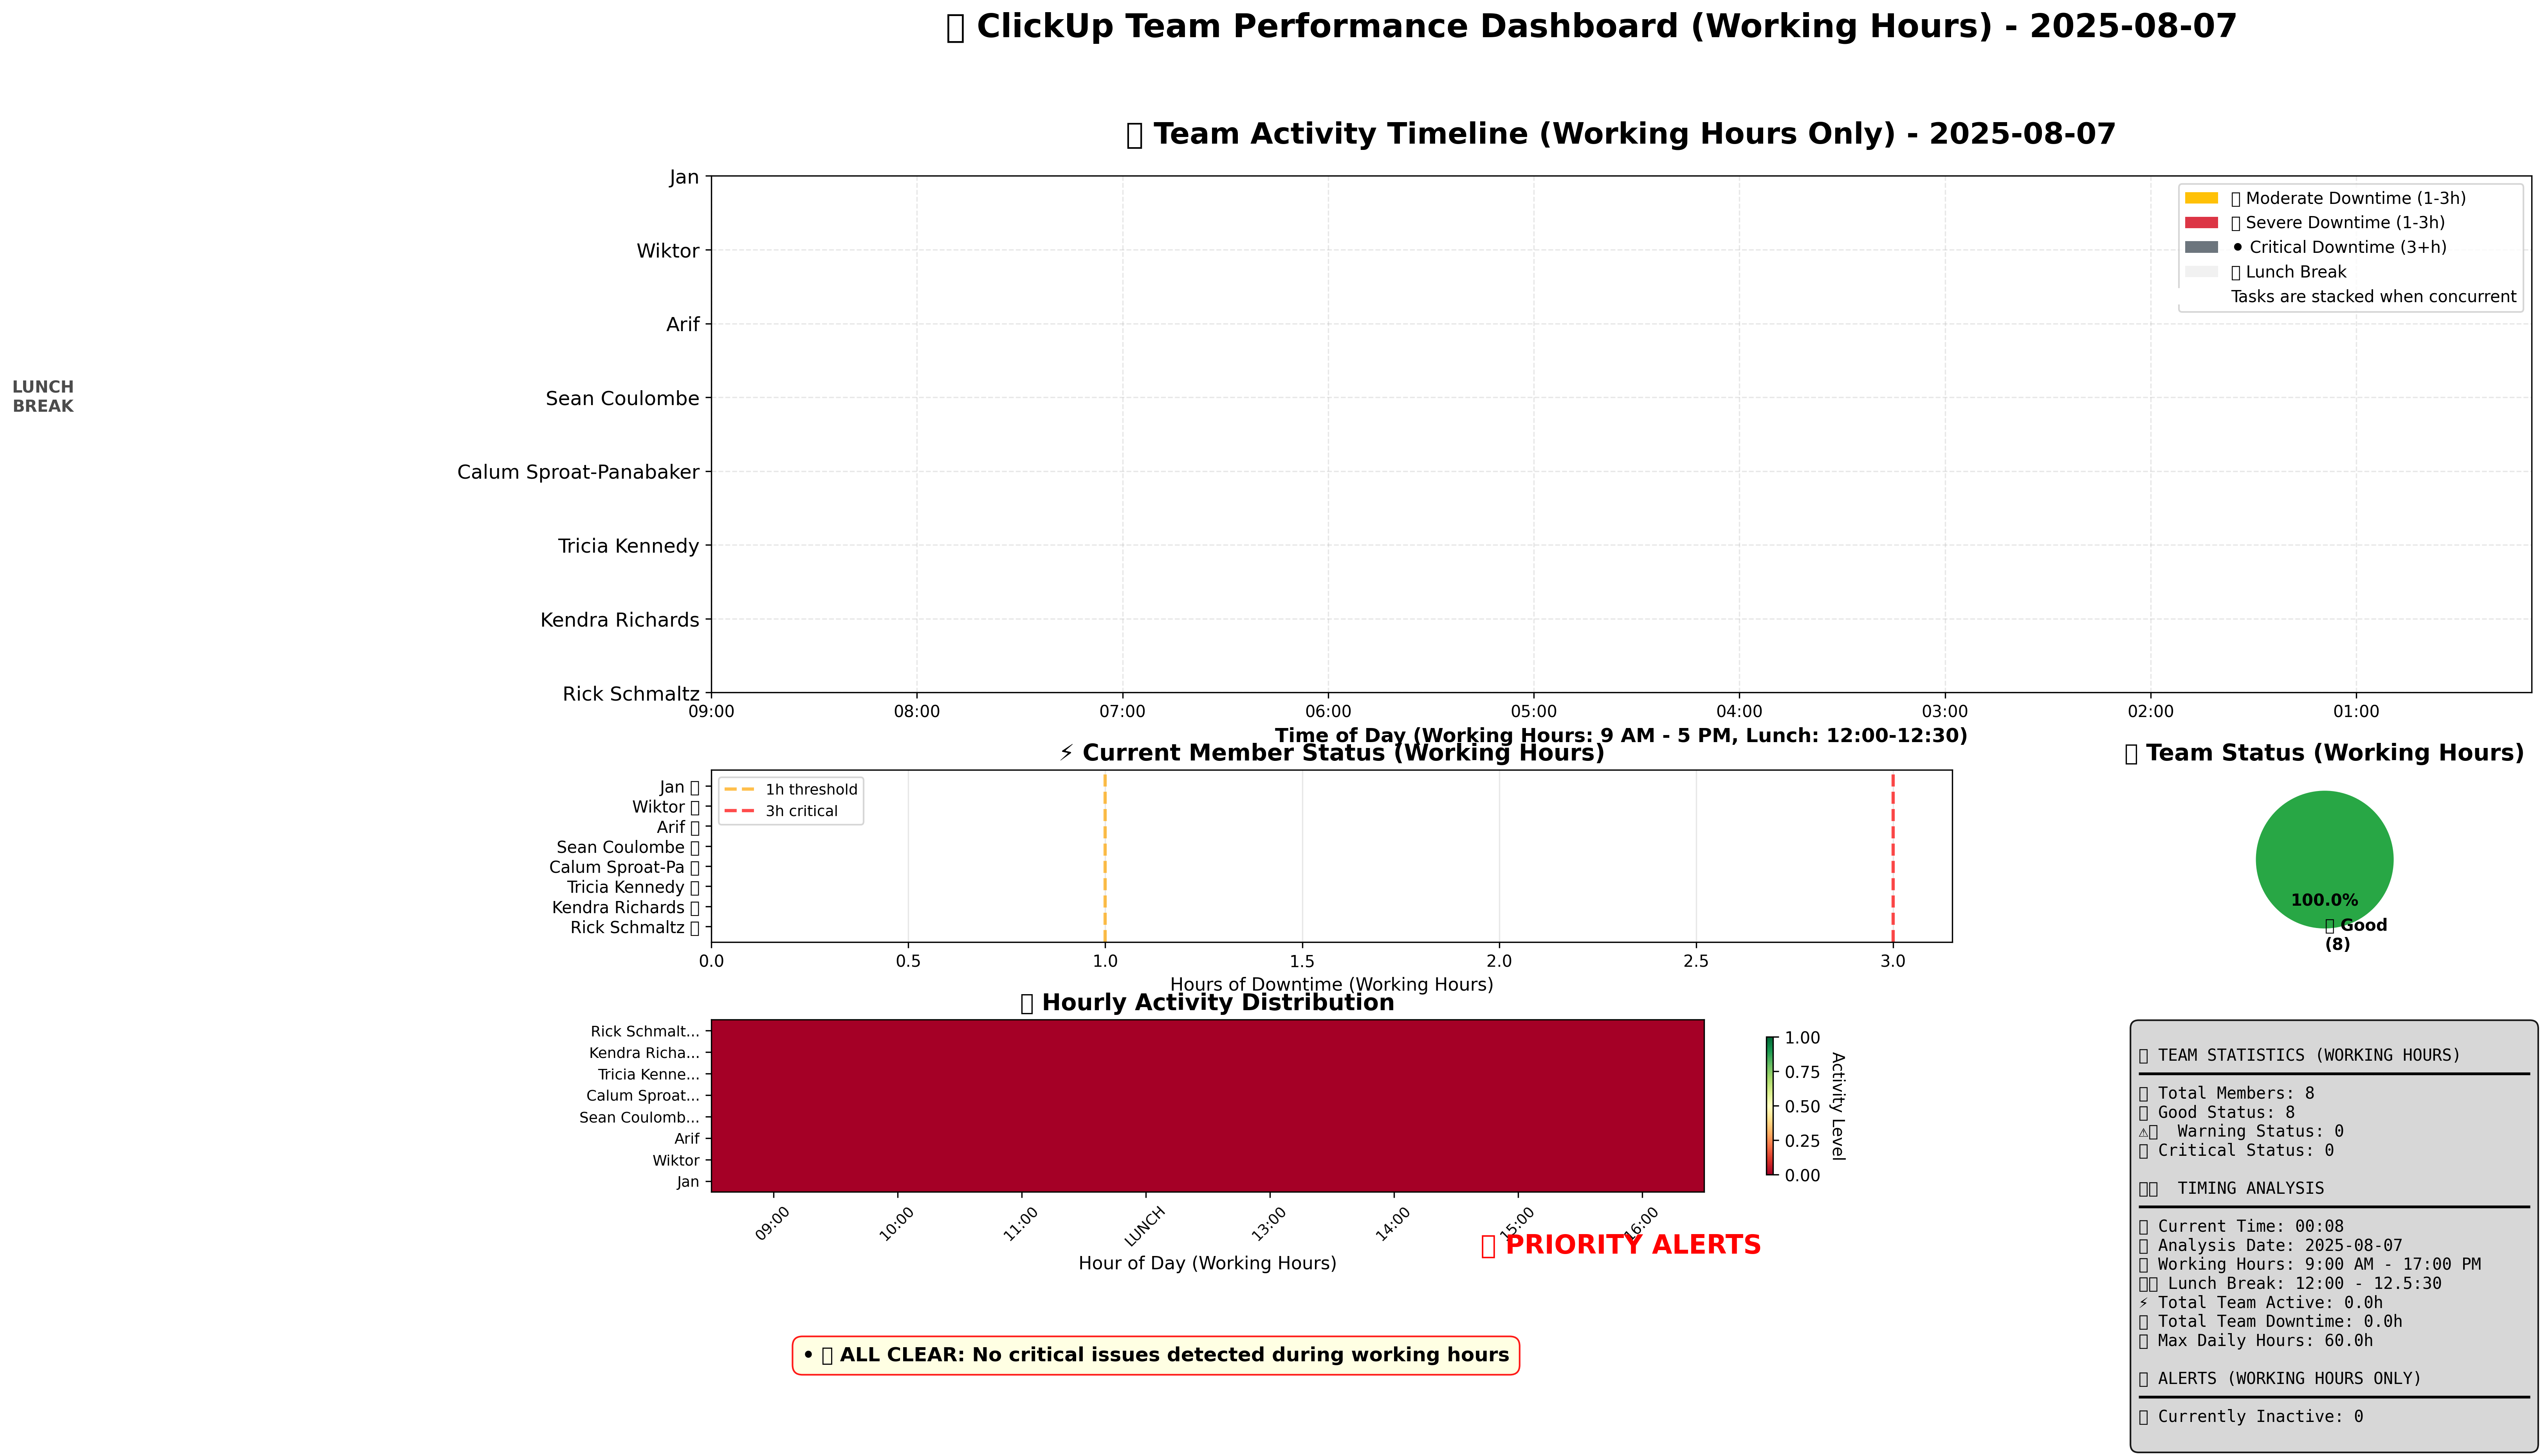 ▯ ClickUp Team Performance Dashboard (Working Hours) - 2025-08-07
▯ Team Activity Timeline (Working Hours Only) - 2025-08-07
Jan
Wiktor
Arif
Sean Coulombe
Calum Sproat-Panabaker
Tricia Kennedy
Kendra Richards
Rick Schmaltz
LUNCH
BREAK
▯ Moderate Downtime (1-3h)
▯ Severe Downtime (1-3h)
● Critical Downtime (3+h)
▯ Lunch Break
Tasks are stacked when concurrent
09:00 08:00 07:00 06:00 05:00 04:00 03:00 02:00 01:00
Time of Day (Working Hours: 9 AM - 5 PM, Lunch: 12:00-12:30)
⚡ Current Member Status (Working Hours)
Jan ▯
Wiktor ▯
Arif ▯
Sean Coulombe ▯
Calum Sproat-Pa ▯
Tricia Kennedy ▯
Kendra Richards ▯
Rick Schmaltz ▯
1h threshold
3h critical
0.0 0.5 1.0 1.5 2.0 2.5 3.0
Hours of Downtime (Working Hours)
▯ Team Status (Working Hours)
100.0%
▯ Good
(8)
▯ Hourly Activity Distribution
Rick Schmalt...
Kendra Richa...
Tricia Kenne...
Calum Sproat...
Sean Coulomb...
Arif
Wiktor
Jan
09:00 10:00 11:00 LUNCH 13:00 14:00 15:00 16:00
Hour of Day (Working Hours)
1.00
0.75
0.50
0.25
0.00
Activity Level
▯ TEAM STATISTICS (WORKING HOURS)
▯ Total Members: 8
▯ Good Status: 8
⚠▯ Warning Status: 0
▯ Critical Status: 0
▯▯ TIMING ANALYSIS
▯ Current Time: 00:08
▯ Analysis Date: 2025-08-07
▯ Working Hours: 9:00 AM - 17:00 PM
▯▯ Lunch Break: 12:00 - 12.5:30
⚡ Total Team Active: 0.0h
▯ Total Team Downtime: 0.0h
▯ Max Daily Hours: 60.0h
▯ ALERTS (WORKING HOURS ONLY)
▯ Currently Inactive: 0
▯ PRIORITY ALERTS
• ▯ ALL CLEAR: No critical issues detected during working hours